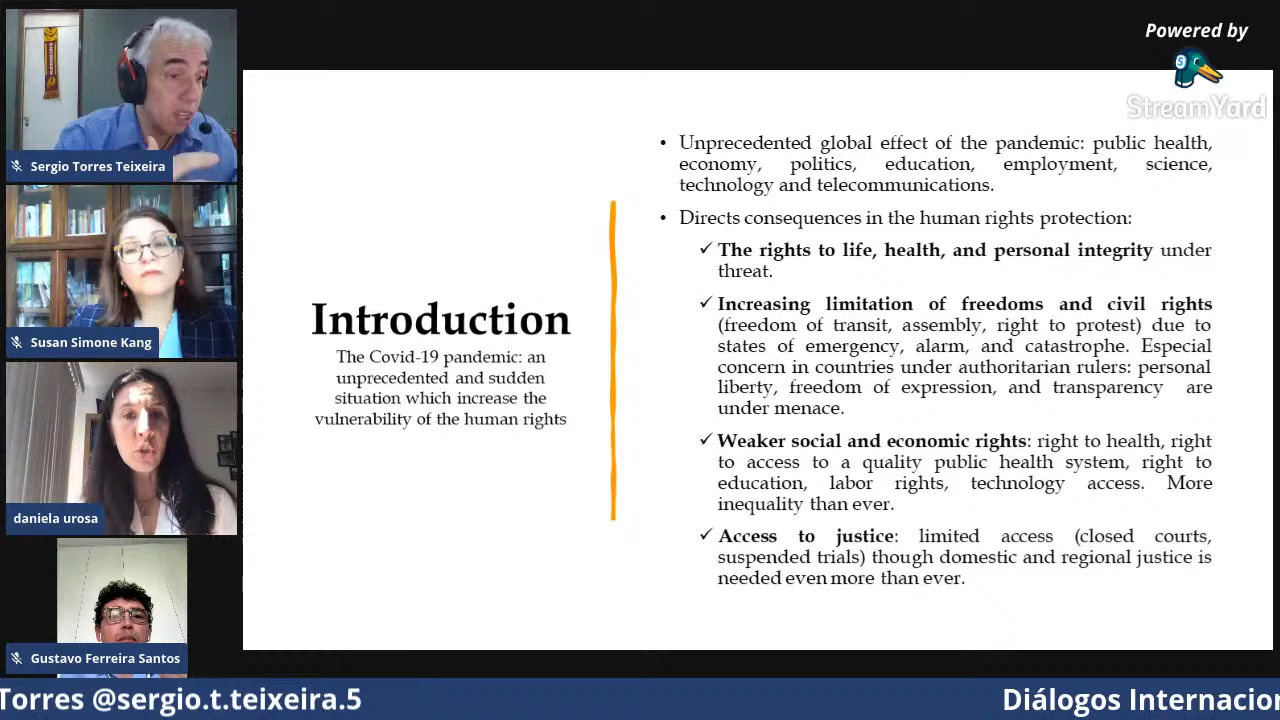 Powered by
StreamYard
Sergio Torres Teixeira
Susan Simone Kang
daniela urosa
Gustavo Ferreira Santos
Introduction
The Covid-19 pandemic: an
unprecedented and sudden
situation which increase the
vulnerability of the human rights
• Unprecedented global effect of the pandemic: public health,
economy, politics, education, employment, science,
technology and telecommunications.
• Directs consequences in the human rights protection:
✓ The rights to life, health, and personal integrity under
threat.
✓ Increasing limitation of freedoms and civil rights
(freedom of transit, assembly, right to protest) due to
states of emergency, alarm, and catastrophe. Especial
concern in countries under authoritarian rulers: personal
liberty, freedom of expression, and transparency are
under menace.
✓ Weaker social and economic rights: right to health, right
to access to a quality public health system, right to
education, labor rights, technology access. More
inequality than ever.
✓ Access to justice: limited access (closed courts,
suspended trials) though domestic and regional justice is
needed even more than ever.
Torres @sergio.t.teixeira.5
Diálogos Internacion